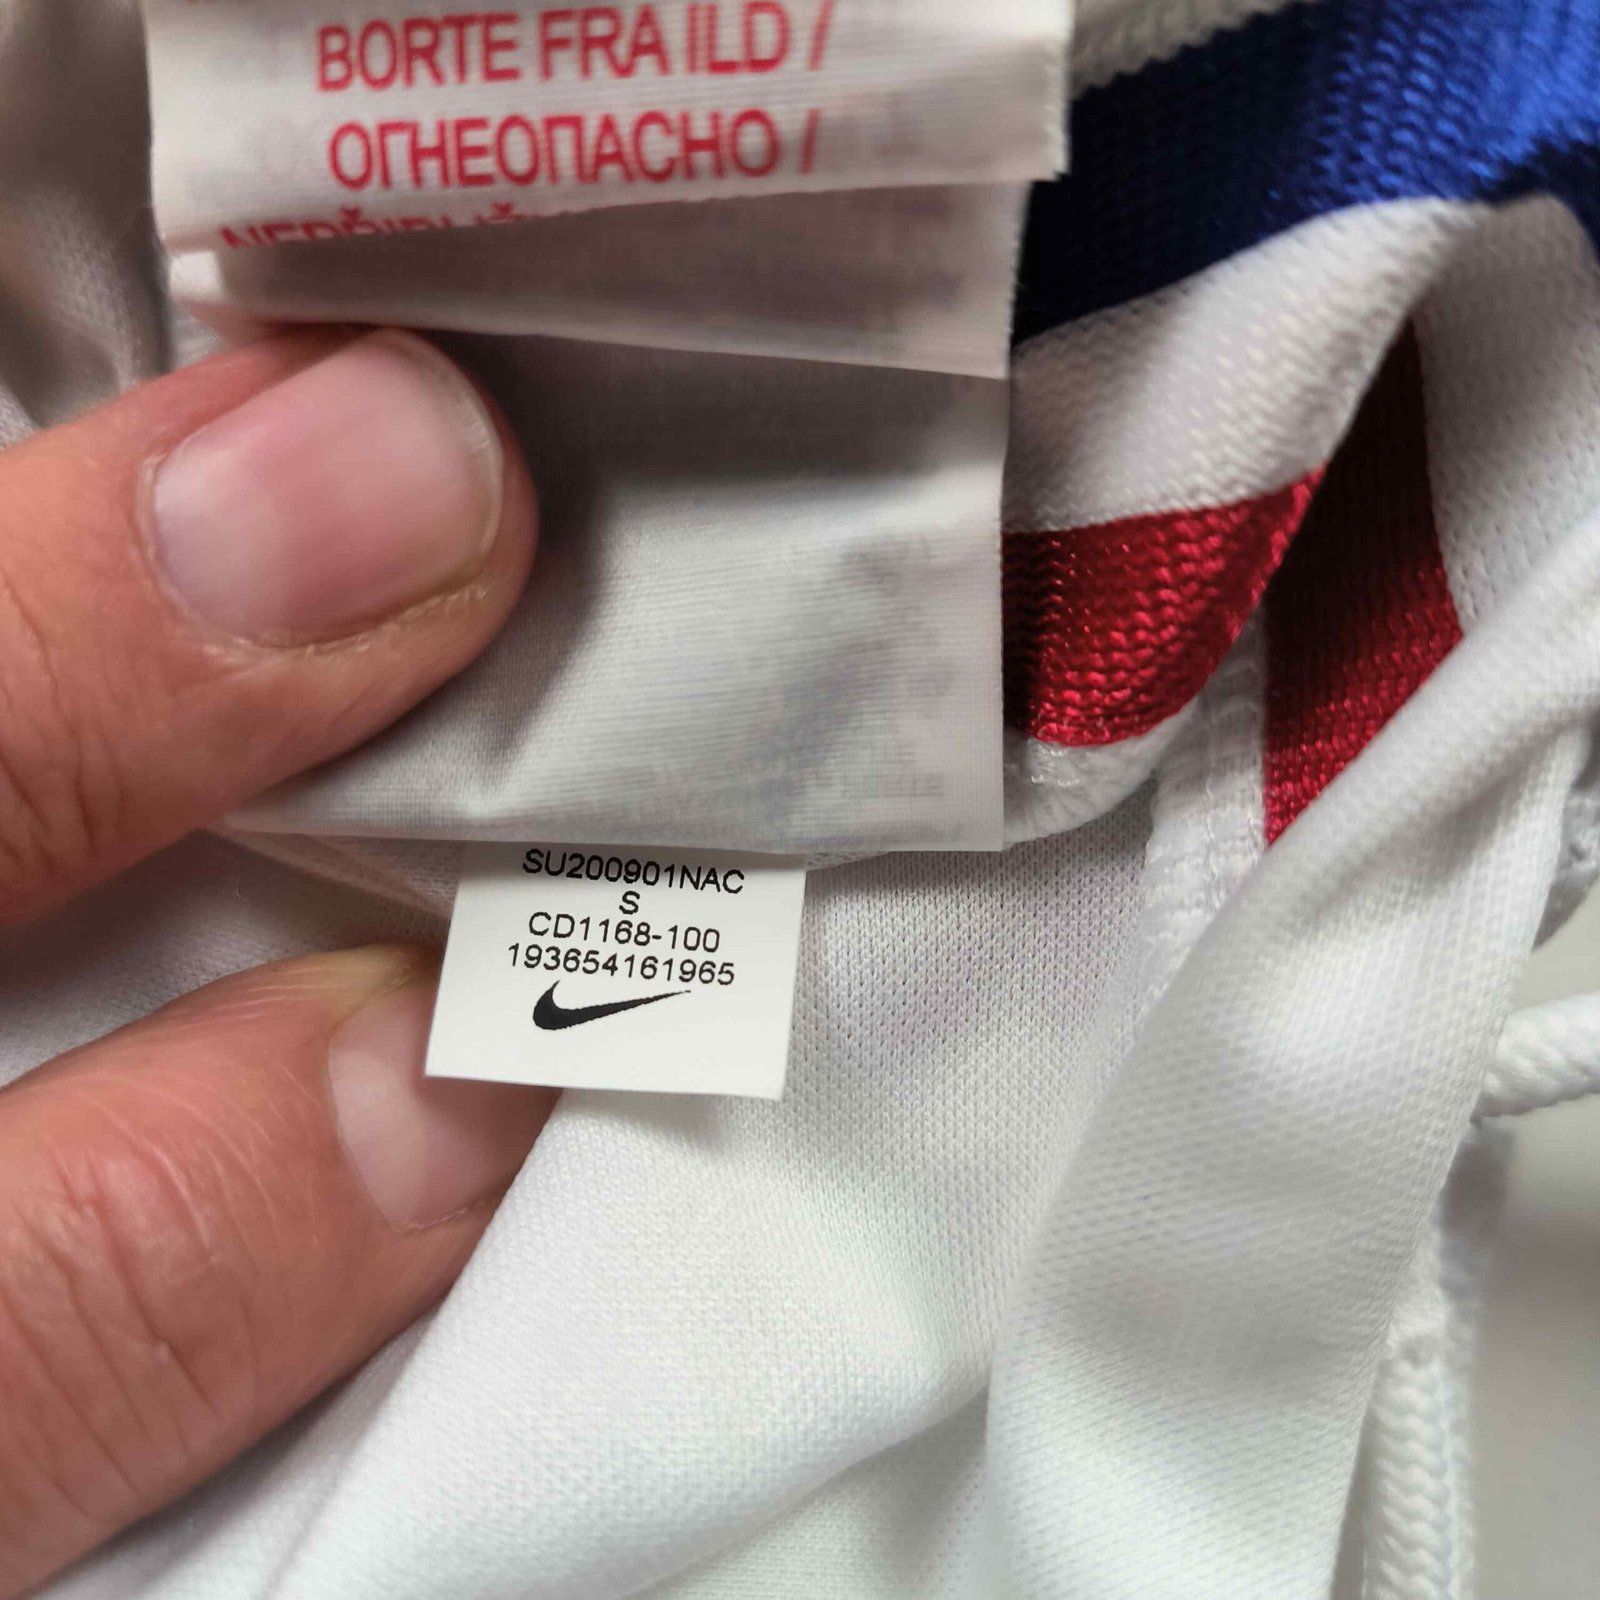 BORTE FRA ILD /
ОГНЕОПАСНО /
SU200901NAC
S
CD1168-100
193654161965